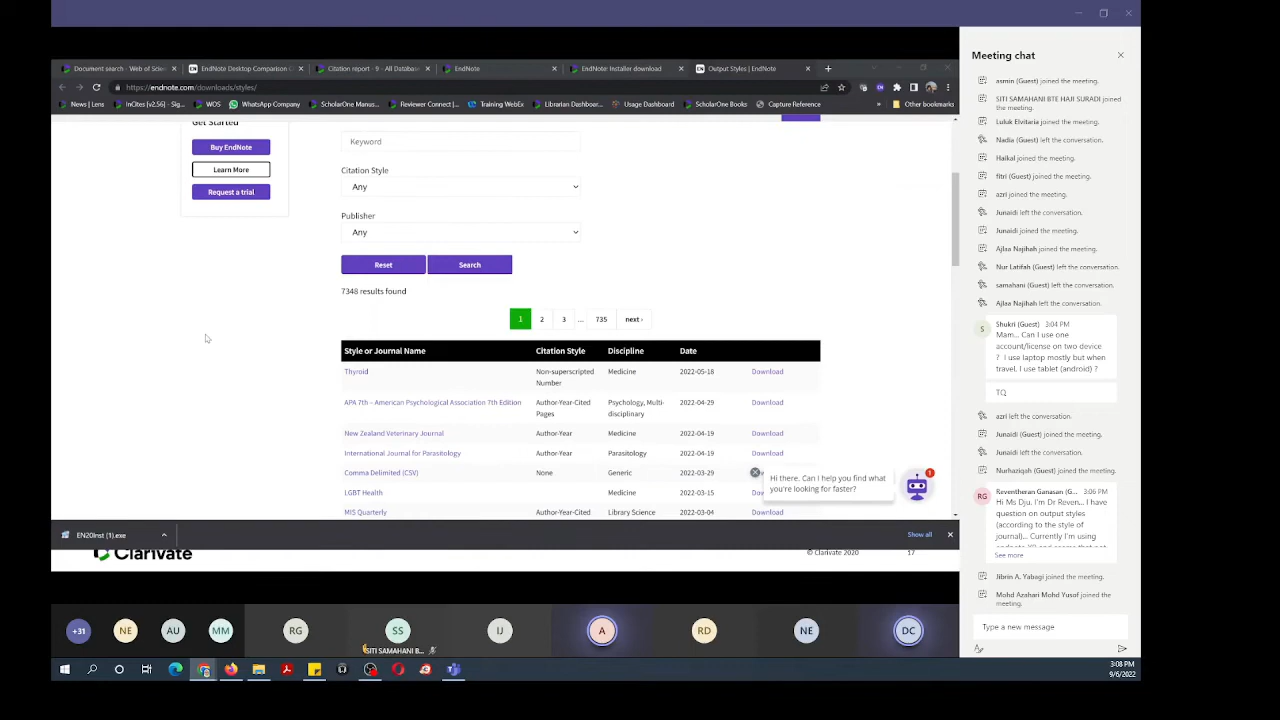 Document search - Web of Scien
EndNote Desktop Comparison C
Citation report - 9 - All Database
EndNote
EndNote Installer download
Output Styles | EndNote
https://endnote.com/downloads/styles/
News | Lens
InCites [v2.56] - Sig...
WOS
WhatsApp Company
ScholarOne Manus...
Reviewer Connect |...
Training WebEx
Librarian Dashboar...
Usage Dashboard
ScholarOne Books
Capture Reference
»
Other bookmarks
Get Started
Buy EndNote
Learn More
Request a trial
Keyword
Citation Style
Any
Publisher
Any
Reset
Search
7348 results found
1 2 3 ... 735 next ›
Style or Journal Name Citation Style Discipline Date
Thyroid Non-superscripted Number Medicine 2022-05-18 Download
APA 7th – American Psychological Association 7th Edition Author-Year-Cited Pages Psychology, Multi-disciplinary 2022-04-29 Download
New Zealand Veterinary Journal Author-Year Medicine 2022-04-19 Download
International Journal for Parasitology Author-Year Parasitology 2022-04-19 Download
Comma Delimited (CSV) None Generic 2022-03-29
LGBT Health Medicine 2022-03-15
MIS Quarterly Author-Year-Cited Library Science 2022-03-04
Hi there. Can I help you find what
you're looking for faster?
1
EN20Inst (1).exe
Show all
Clarivate
© Clarivate 2020
17
+31
NE
AU
MM
RG
SS
SITI SAMAHANI B...
IJ
A
RD
NE
DC
Meeting chat
asmin (Guest) joined the meeting.
SITI SAMAHANI BTE HAJI SURADI joined
the meeting.
Luluk Elvitaria joined the meeting.
Nadia (Guest) left the conversation.
Haikal joined the meeting.
fitri (Guest) joined the meeting.
azri joined the meeting.
Junaidi left the conversation.
Junaidi joined the meeting.
Ajlaa Najihah joined the meeting.
Nur Latifah (Guest) left the conversation.
samahani (Guest) left the conversation.
Ajlaa Najihah left the conversation.
S
Shukri (Guest) 3:04 PM
Mam... Can I use one
account/license on two device
? I use laptop mostly but when
travel, I use tablet (android) ?
TQ
azri left the conversation.
Junaidi (Guest) joined the meeting.
Junaidi left the conversation.
Nurhaziqah (Guest) joined the meeting.
RG
Reventheran Ganasan (G... 3:06 PM
Hi Ms Dju. I'm Dr Reven... I have
question on output styles
(according to the style of
journal)... Currently I'm using
See more
Jibrin A. Yabagi joined the meeting.
Mohd Azahari Mohd Yusof joined the
meeting.
Type a new message
3:08 PM
9/6/2022